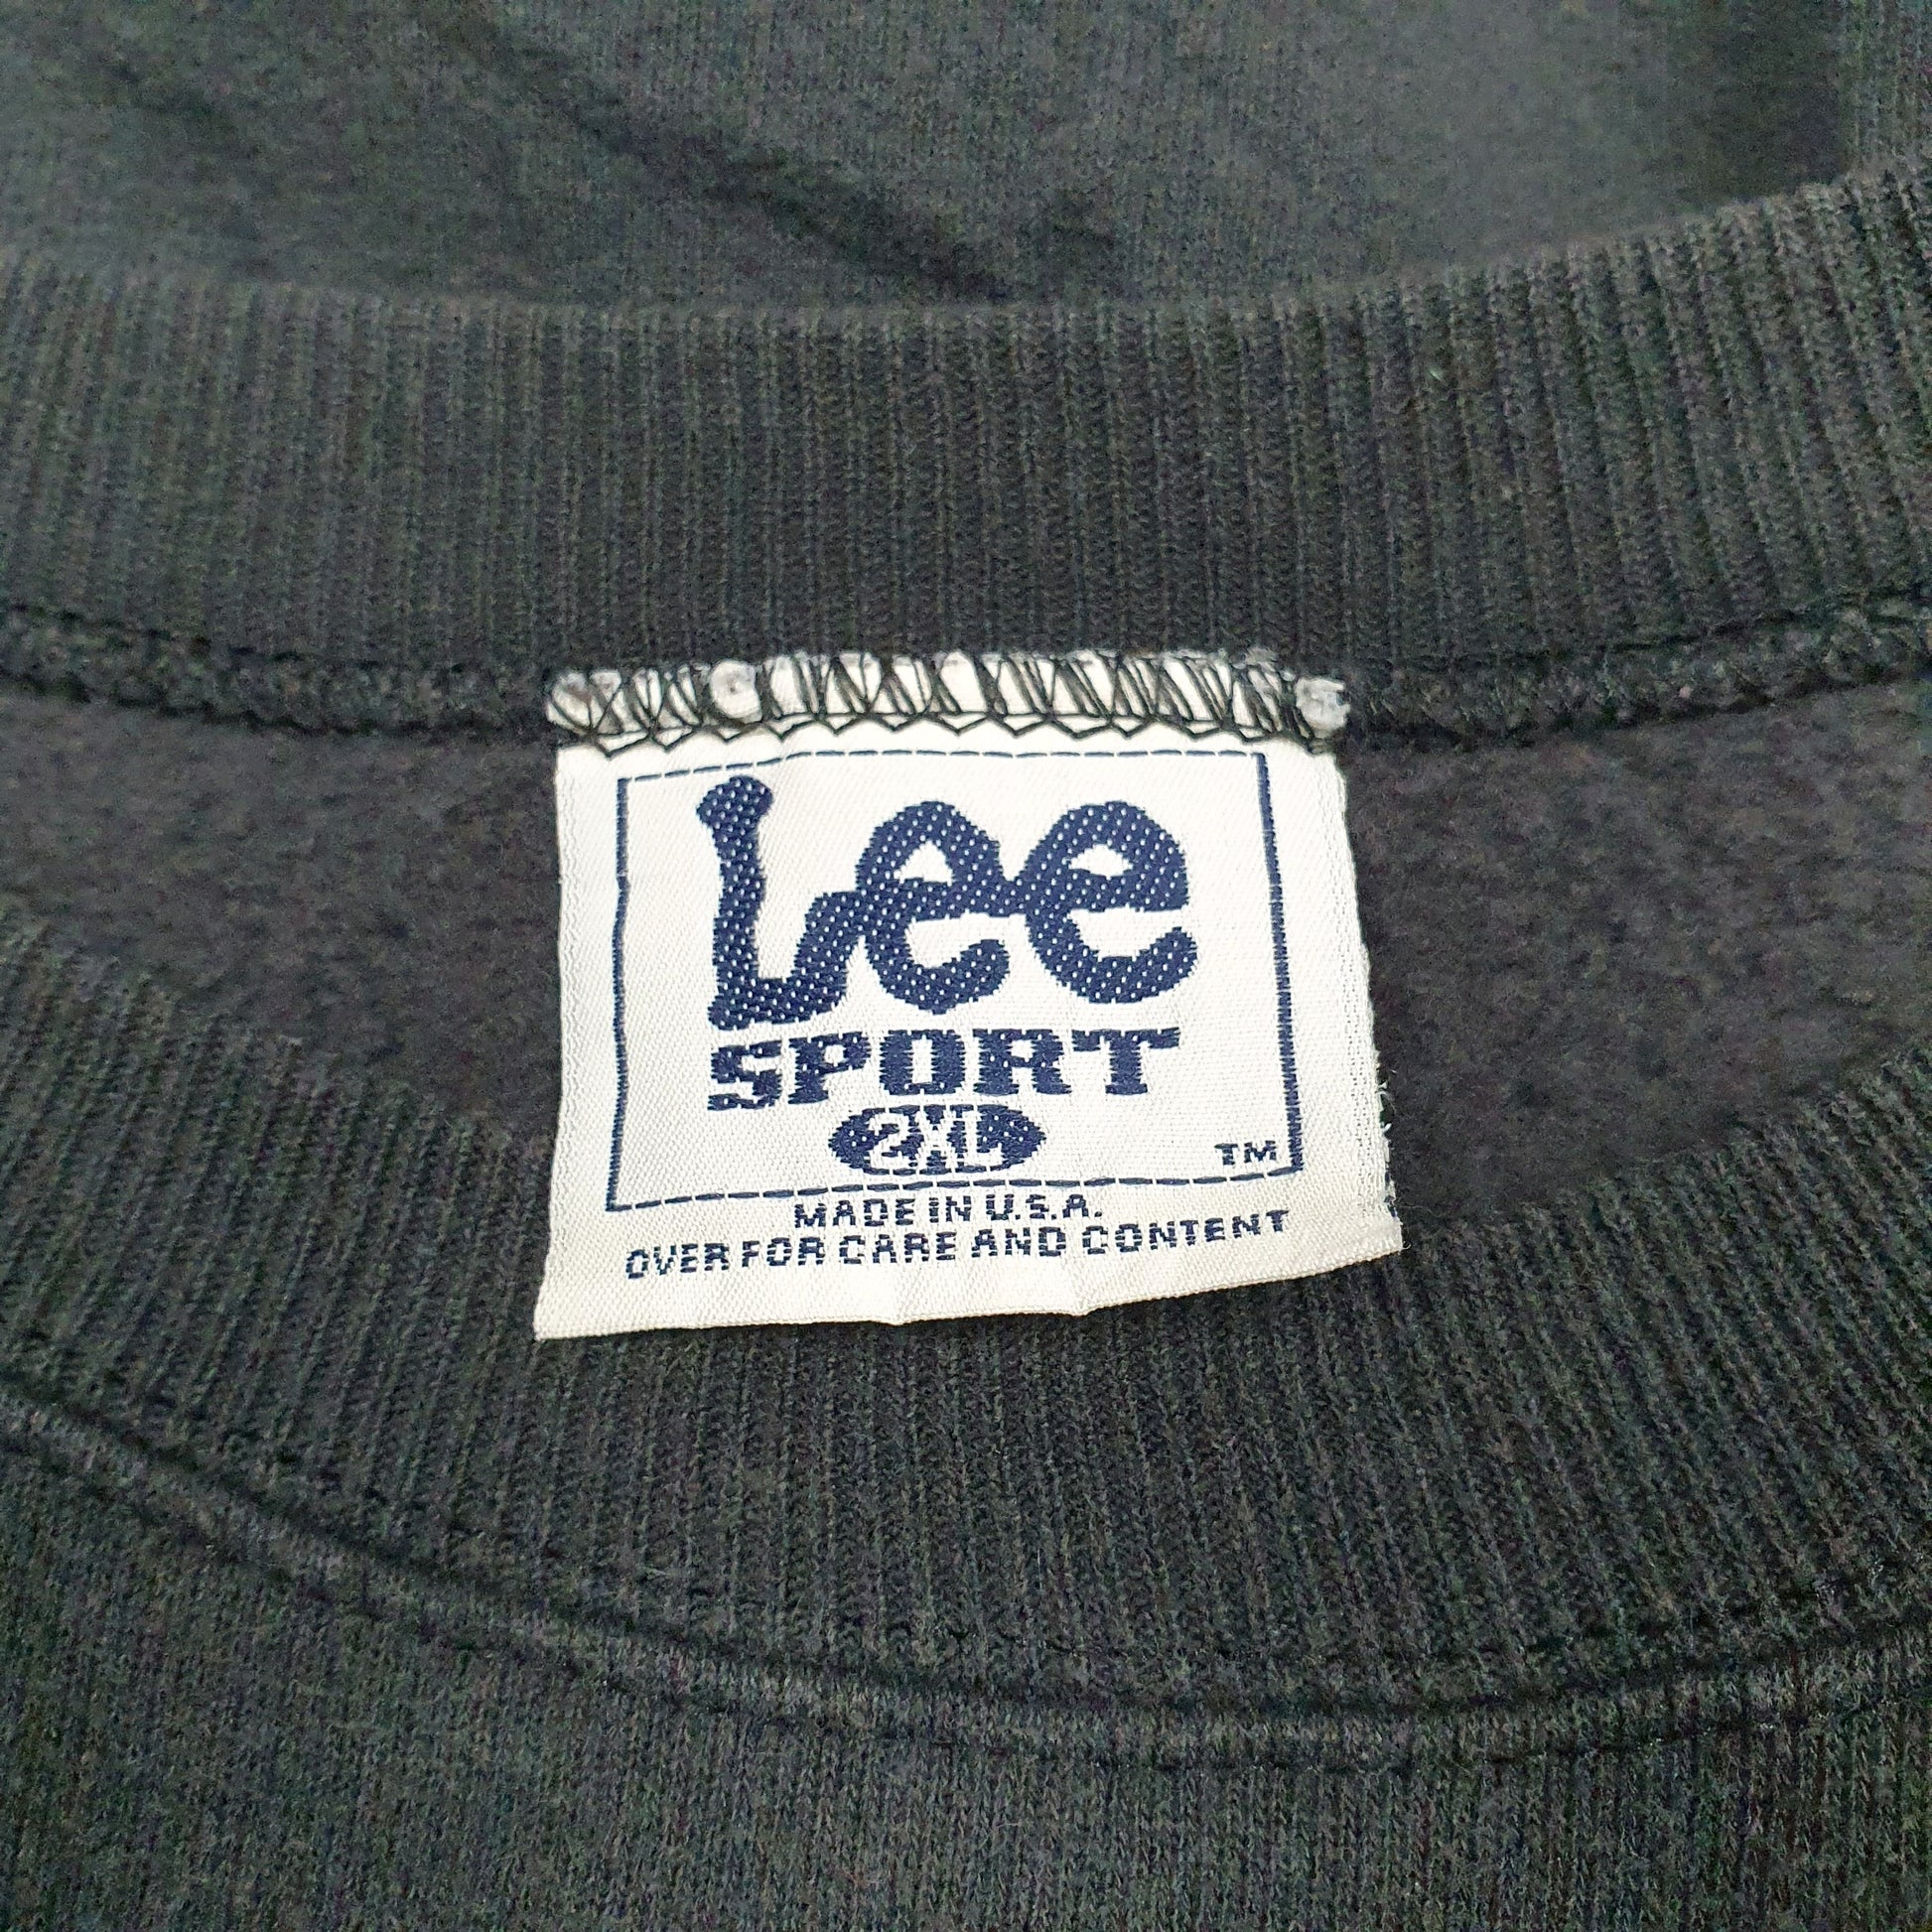 Lee
SPORT
2XL
TM
MADE IN U.S.A.
OVER FOR CARE AND CONTENT